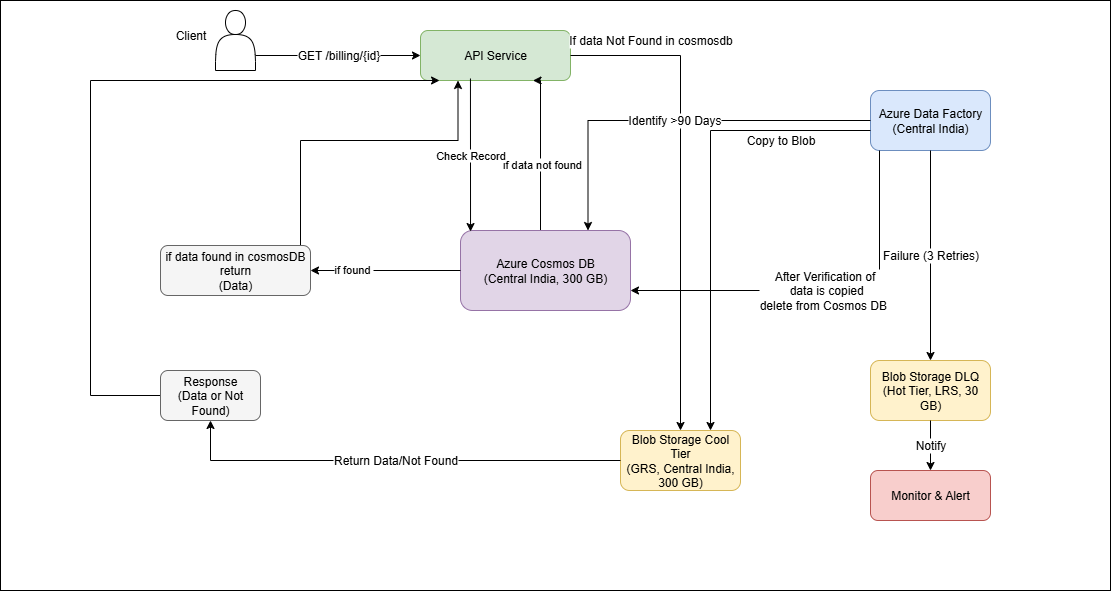 Client
GET /billing/{id}
API Service
If data Not Found in cosmosdb
Azure Data Factory
(Central India)
Identify >90 Days
Copy to Blob
Check Record
if data not found
if data found in cosmosDB
return
(Data)
if found
Azure Cosmos DB
(Central India, 300 GB)
After Verification of
data is copied
delete from Cosmos DB
Failure (3 Retries)
Response
(Data or Not
Found)
Blob Storage DLQ
(Hot Tier, LRS, 30
GB)
Return Data/Not Found
Blob Storage Cool
Tier
(GRS, Central India,
300 GB)
Notify
Monitor & Alert